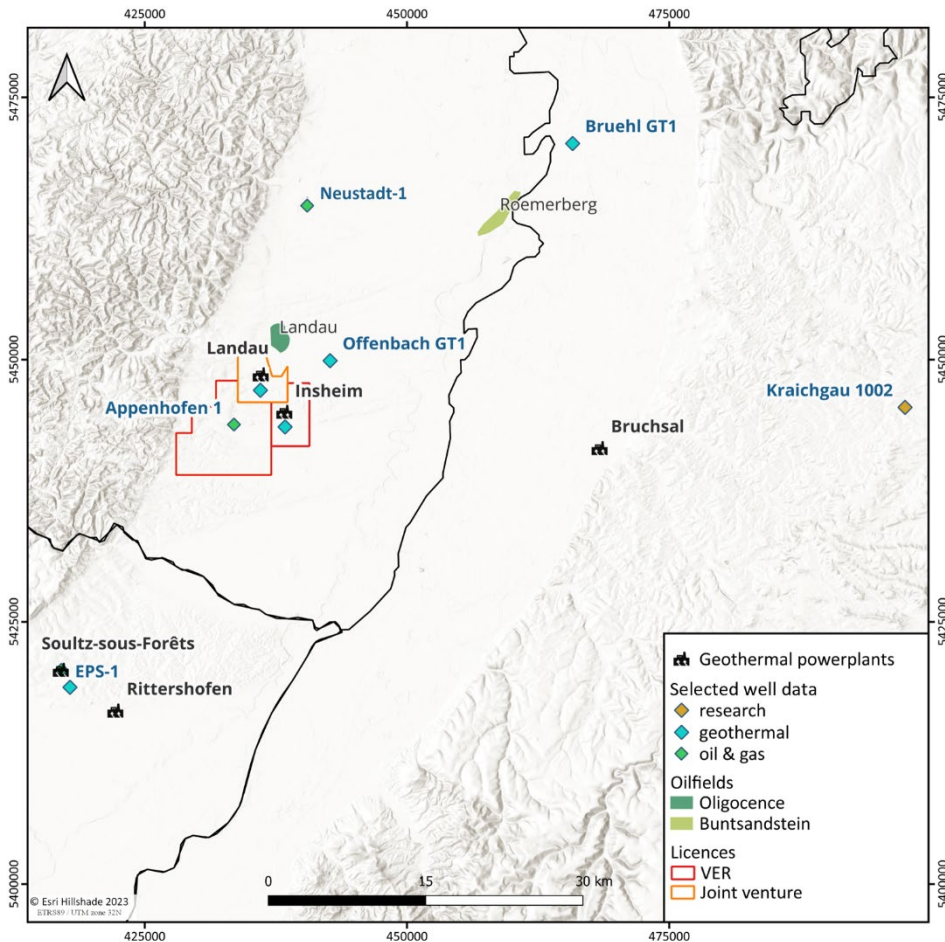 425000
450000
475000
5475000
5475000
Bruehl GT1
Neustadt-1
Roemerberg
Landau
Landau
Offenbach GT1
5450000
5450000
Insheim
Kraichgau 1002
Appenhofen 1
Bruchsal
5425000
5425000
Soultz-sous-Forêts
EPS-1
Rittershofen
Geothermal powerplants
Selected well data
research
geothermal
oil & gas
Oilfields
Oligocence
Buntsandstein
Licences
VER
Joint venture
0
15
30 km
5400000
5400000
© Esri Hillshade 2023
ETRS89 / UTM zone 32N
425000
450000
475000